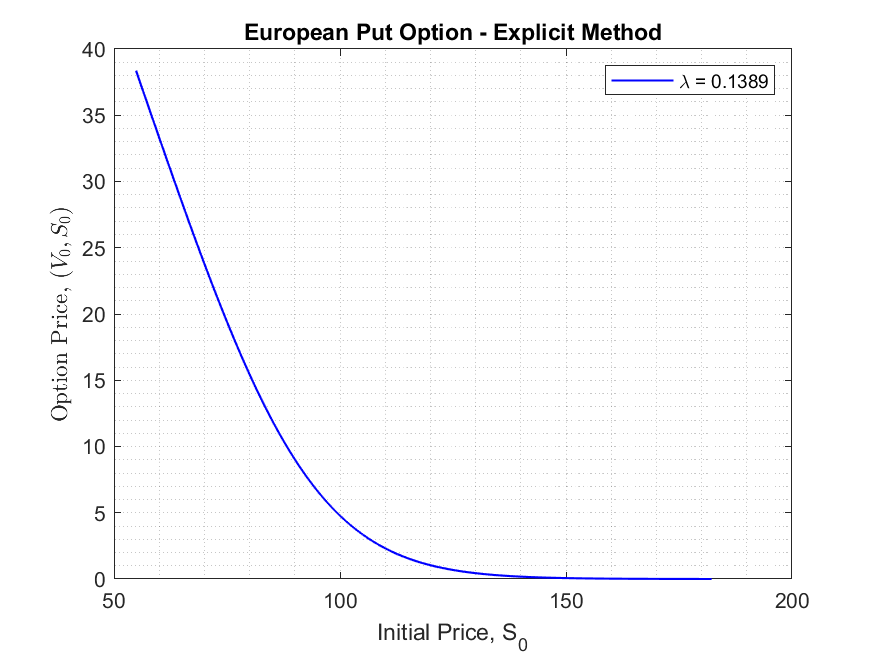 European Put Option - Explicit Method
λ = 0.1389
40
35
30
25
20
15
10
5
0
Option Price, (V₀, S₀)
50 100 150 200
Initial Price, S₀